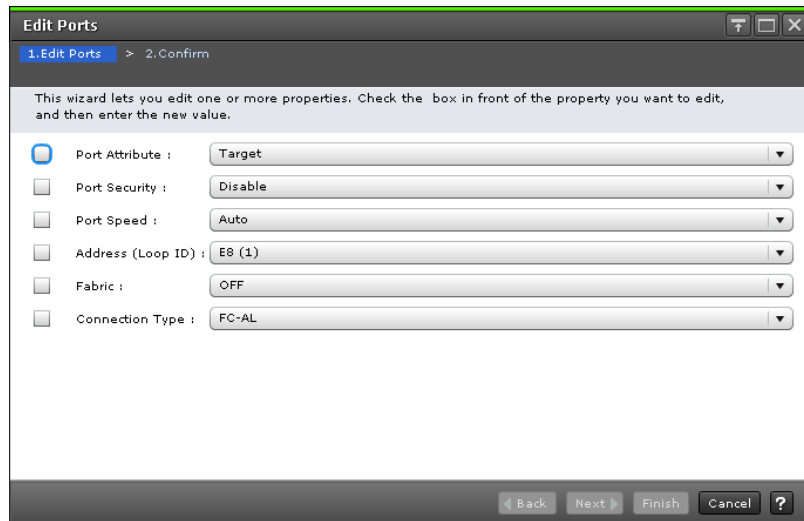 Edit Ports
1.Edit Ports > 2.Confirm
This wizard lets you edit one or more properties. Check the box in front of the property you want to edit,
and then enter the new value.
Port Attribute : Target
Port Security : Disable
Port Speed : Auto
Address (Loop ID) : E8 (1)
Fabric : OFF
Connection Type : FC-AL
Back Next Finish Cancel ?